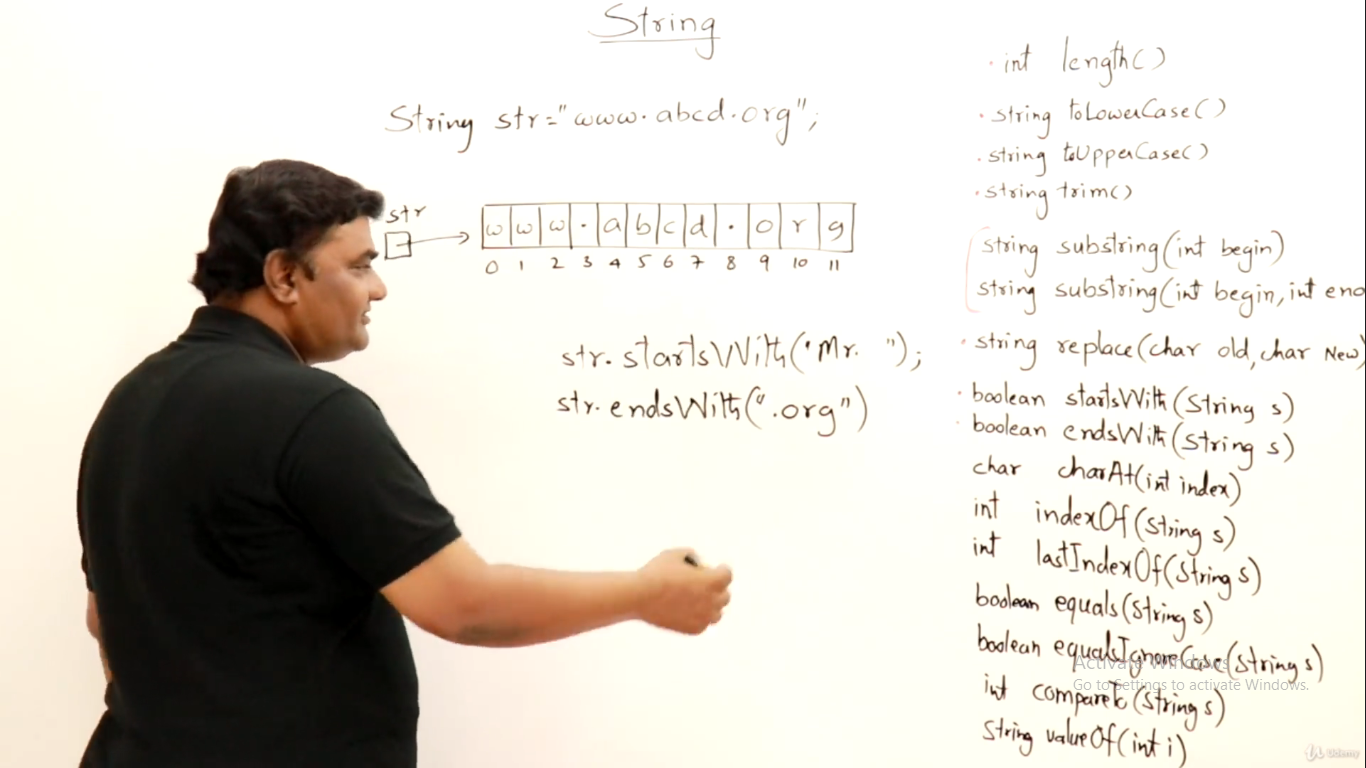 String
String str="www.abcd.org";
str
w w w . a b c d . o r g
0 1 2 3 4 5 6 7 8 9 10 11
str.startsWith("Mr. ");
str.endsWith(".org")
. int length()
. string toLowerCase()
. string toUpperCase()
. string trim()
string substring(int begin)
string substring(int begin, int end
. string replace(char old, char New)
. boolean startsWith(String s)
. boolean endsWith(String s)
char charAt(int index)
int indexOf(String s)
int lastIndexOf(String s)
boolean equals(String s)
boolean equalsIgnoreCase(String s)
int compareTo(String s)
String valueOf(int i)
Activate Windows
Go to Settings to activate Windows.
Udemy